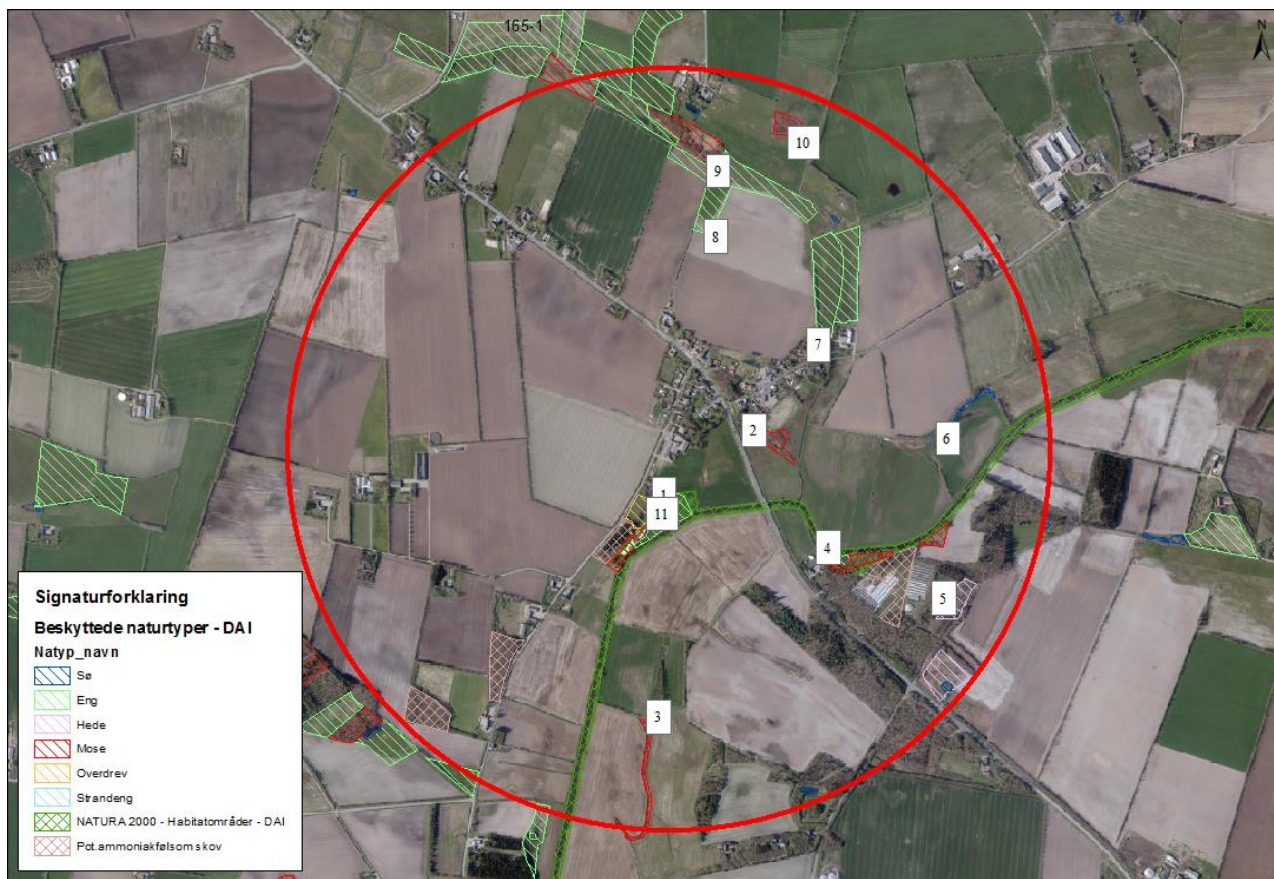 165-1
N
10
9
8
7
2
6
1
11
4
5
3
Signaturforklaring
Beskyttede naturtyper - DAI
Natyp_navn
Sø
Eng
Hede
Mose
Overdrev
Strandeng
NATURA 2000 - Habitatområder - DAI
Pot.ammoniakfølsom skov